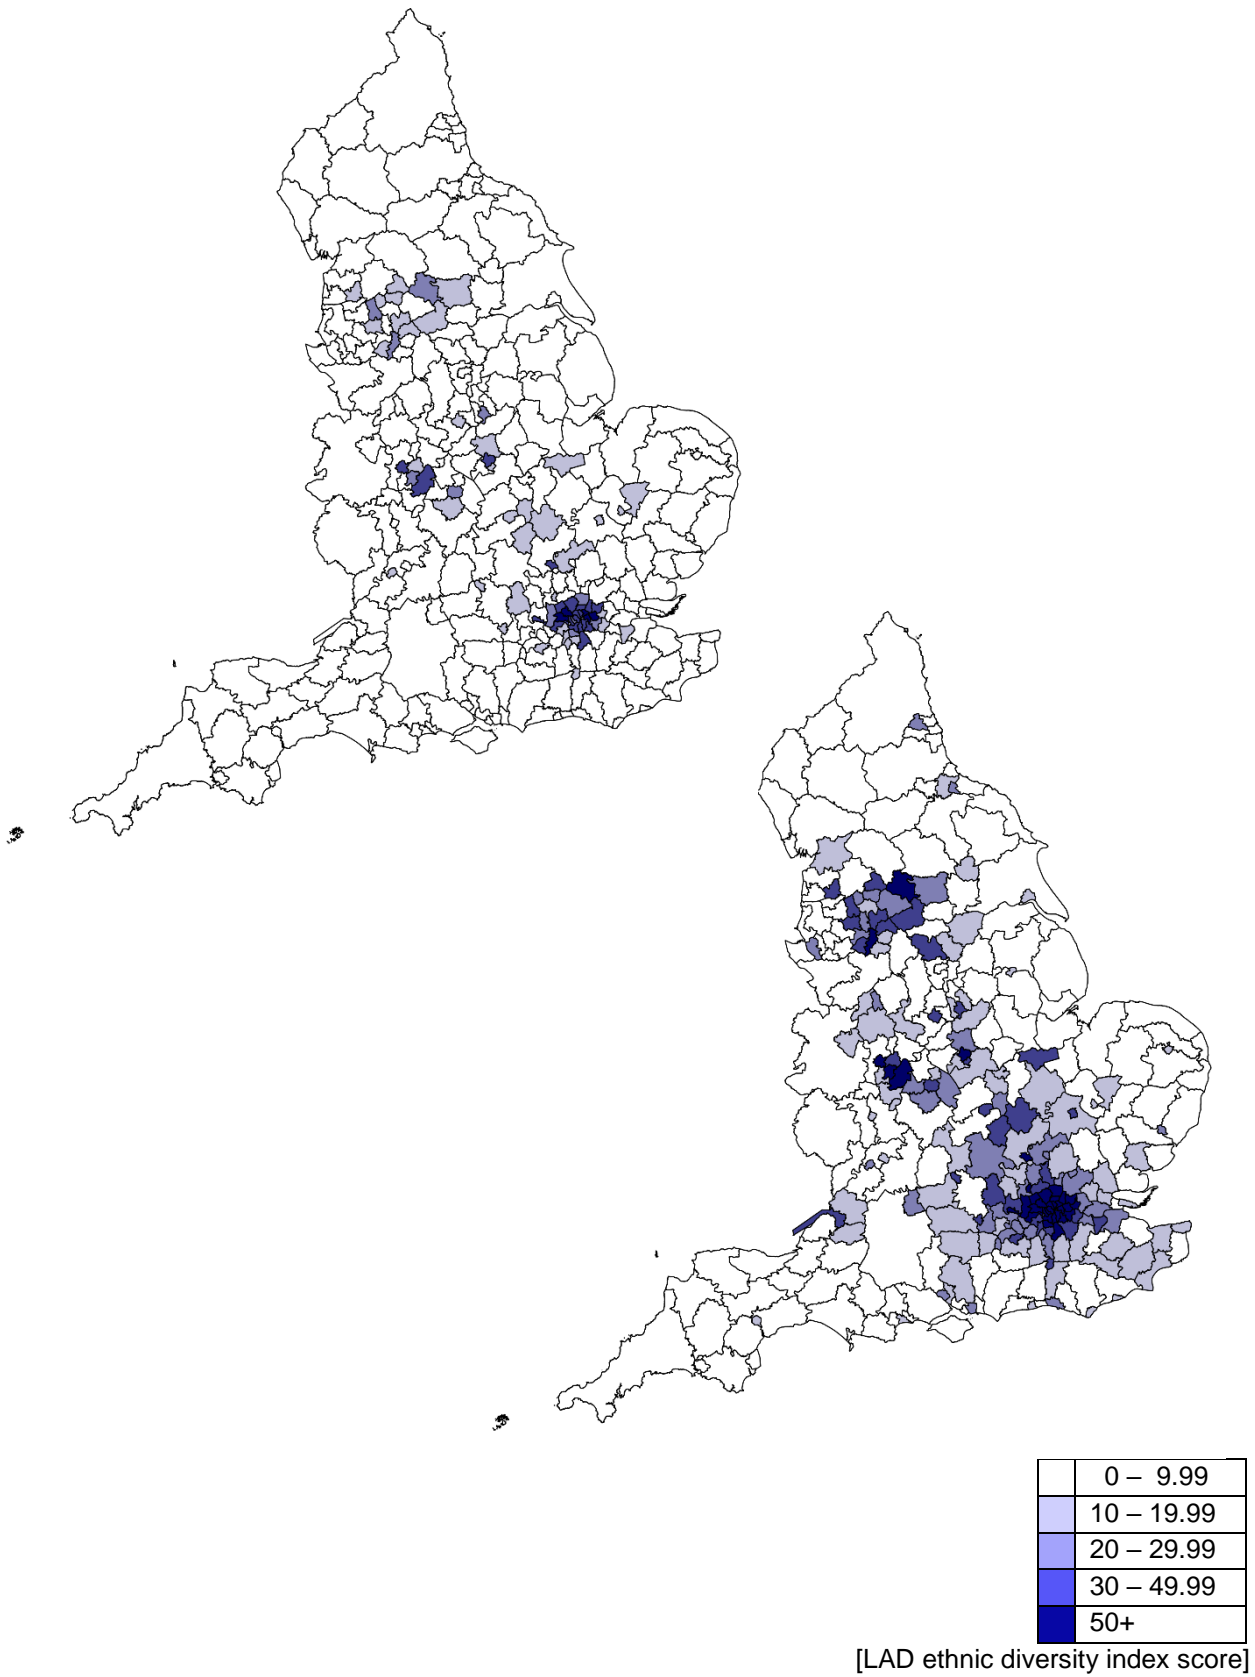 0 – 9.99
10 – 19.99
20 – 29.99
30 – 49.99
50+
[LAD ethnic diversity index score]